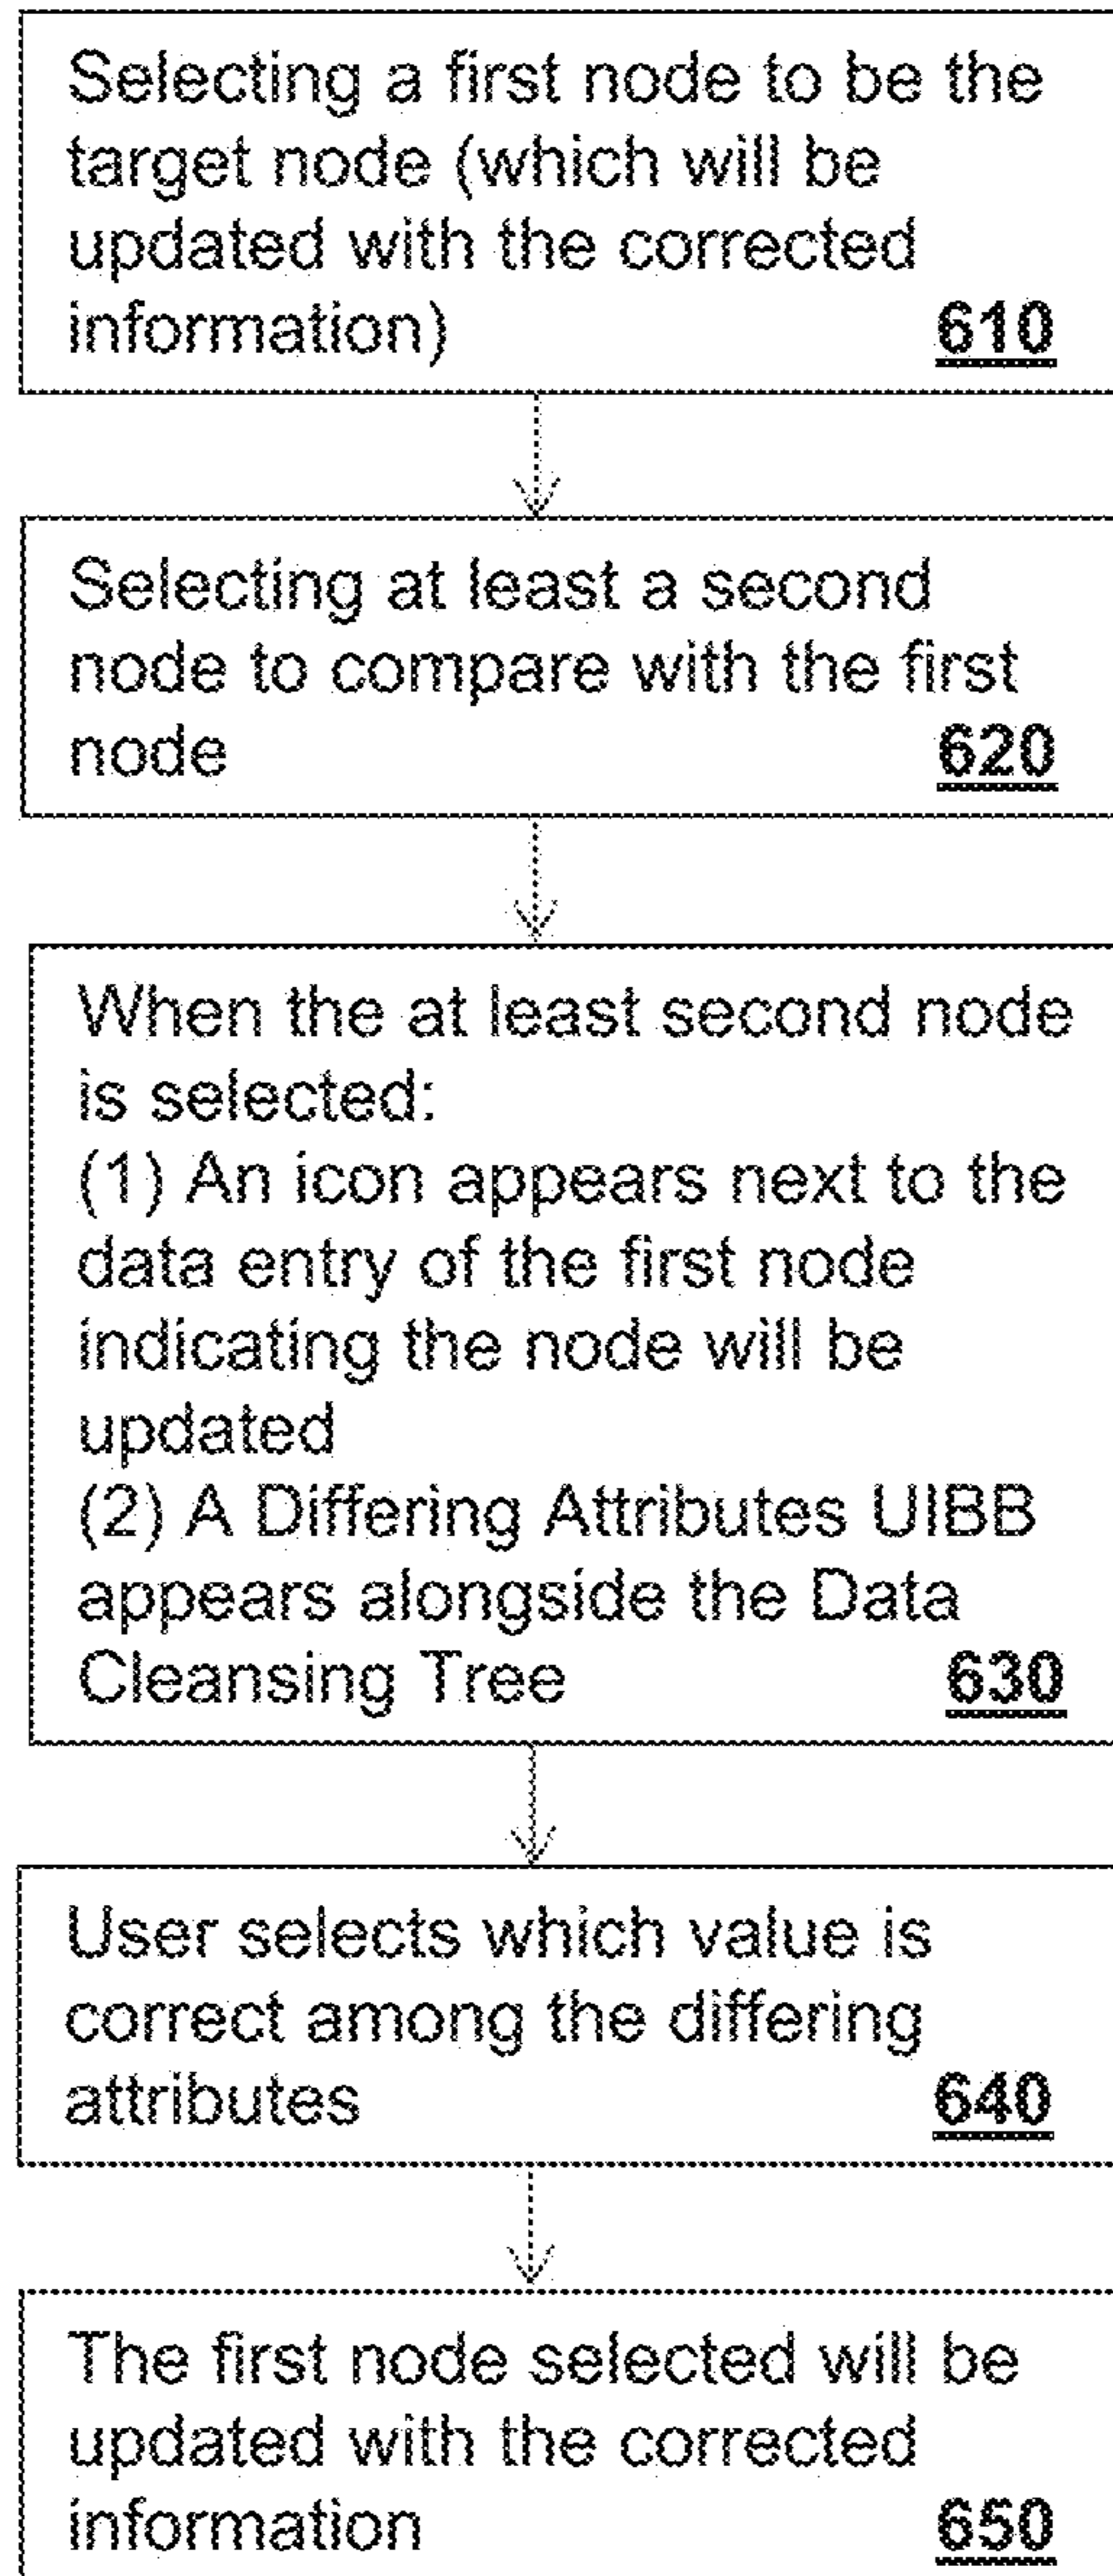 Selecting a first node to be the
target node (which will be
updated with the corrected
information) 610
Selecting at least a second
node to compare with the first
node 620
When the at least second node
is selected:
(1) An icon appears next to the
data entry of the first node
indicating the node will be
updated
(2) A Differing Attributes UIBB
appears alongside the Data
Cleansing Tree 630
User selects which value is
correct among the differing
attributes 640
The first node selected will be
updated with the corrected
information 650